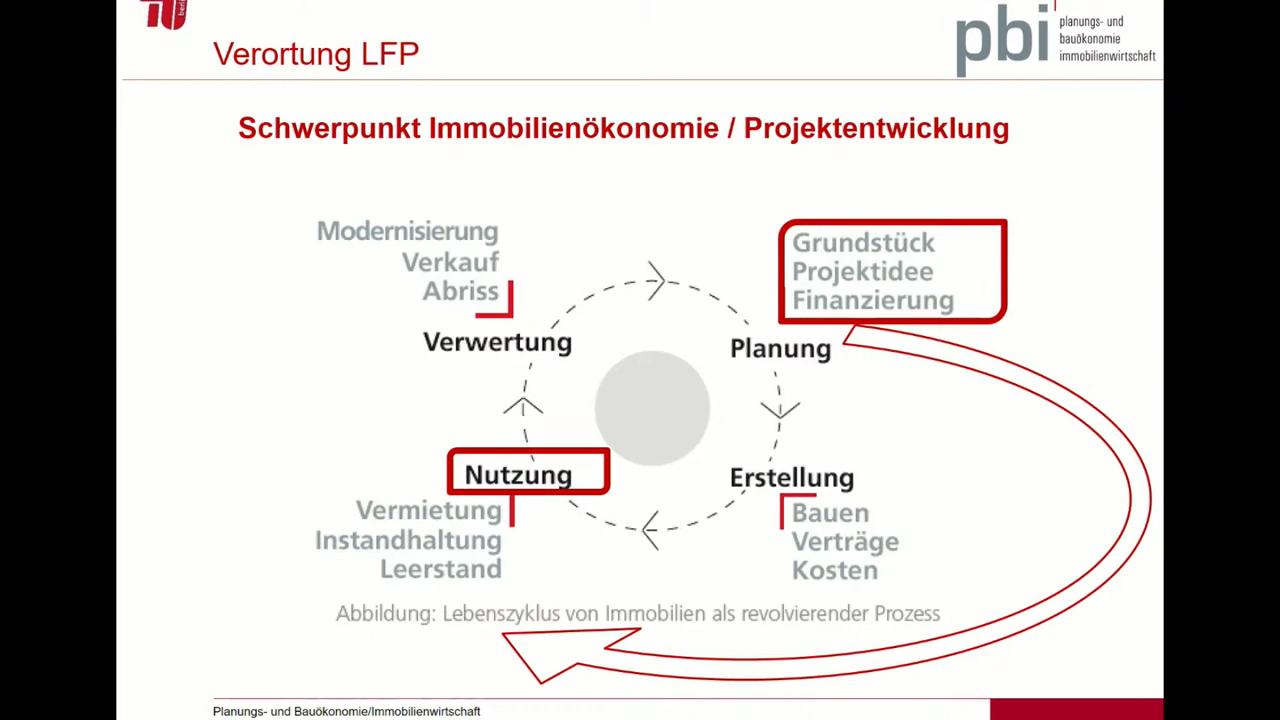 berlin
pbi
planungs- und
bauökonomie
immobilienwirtschaft
Verortung LFP
Schwerpunkt Immobilienökonomie / Projektentwicklung
Modernisierung
Verkauf
Abriss
Verwertung
Grundstück
Projektidee
Finanzierung
Planung
Nutzung
Vermietung
Instandhaltung
Leerstand
Erstellung
Bauen
Verträge
Kosten
Abbildung: Lebenszyklus von Immobilien als revolvierender Prozess
Planungs- und Bauökonomie/Immobilienwirtschaft